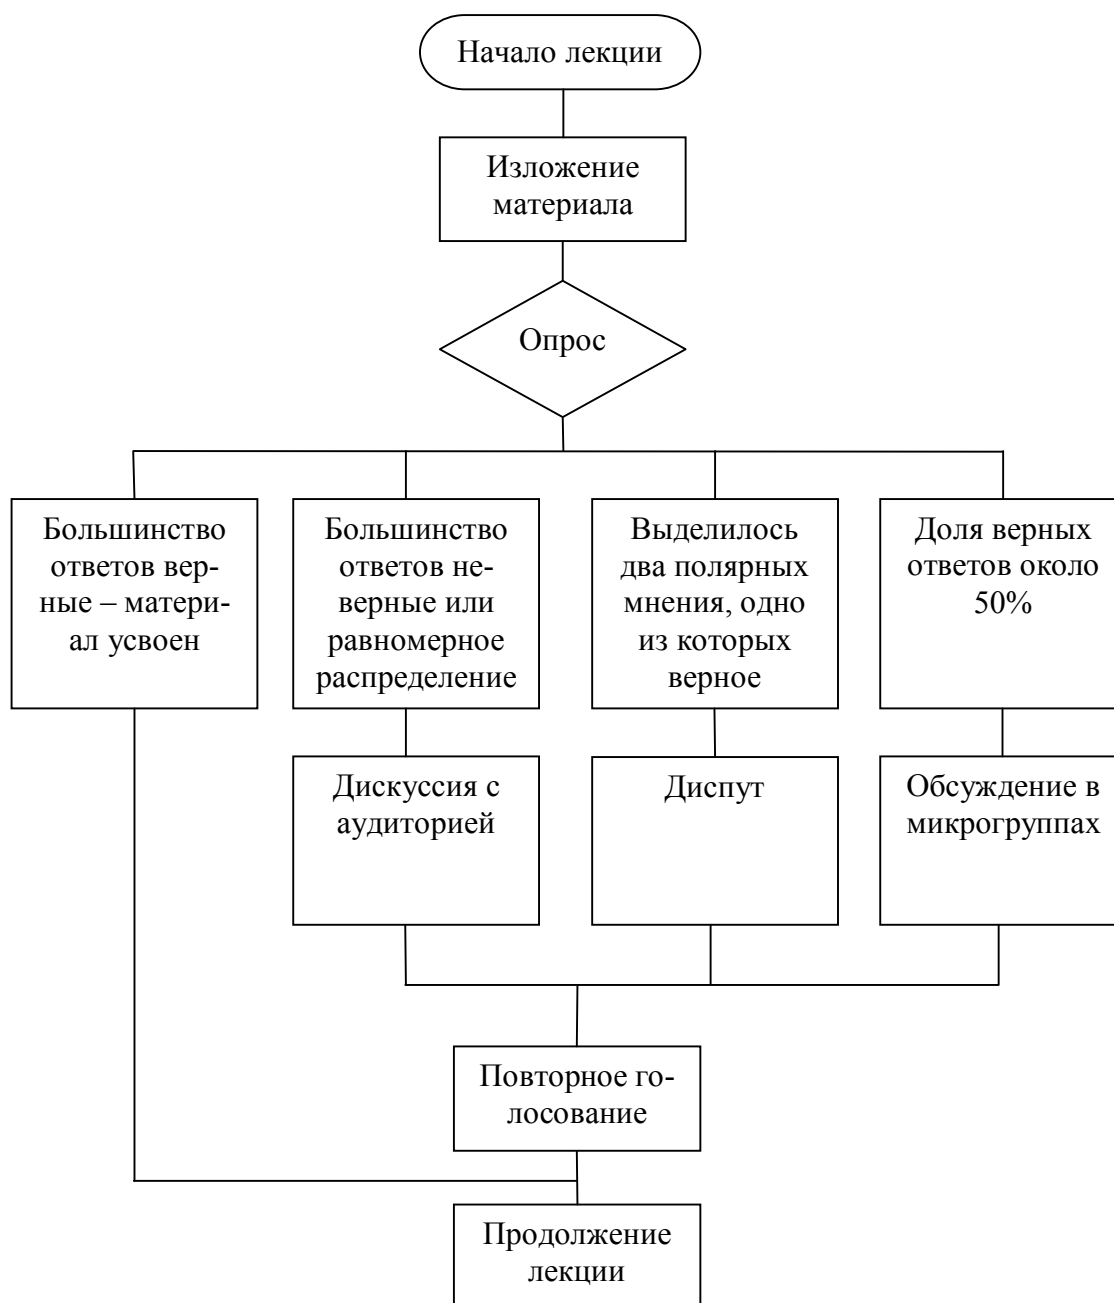 Начало лекции
Изложение
материала
Опрос
Большинство
ответов вер-
ные – матери-
ал усвоен
Большинство
ответов не-
верные или
равномерное
распределение
Выделилось
два полярных
мнения, одно
из которых
верное
Доля верных
ответов около
50%
Дискуссия с
аудиторией
Диспут
Обсуждение в
микрогруппах
Повторное го-
лосование
Продолжение
лекции